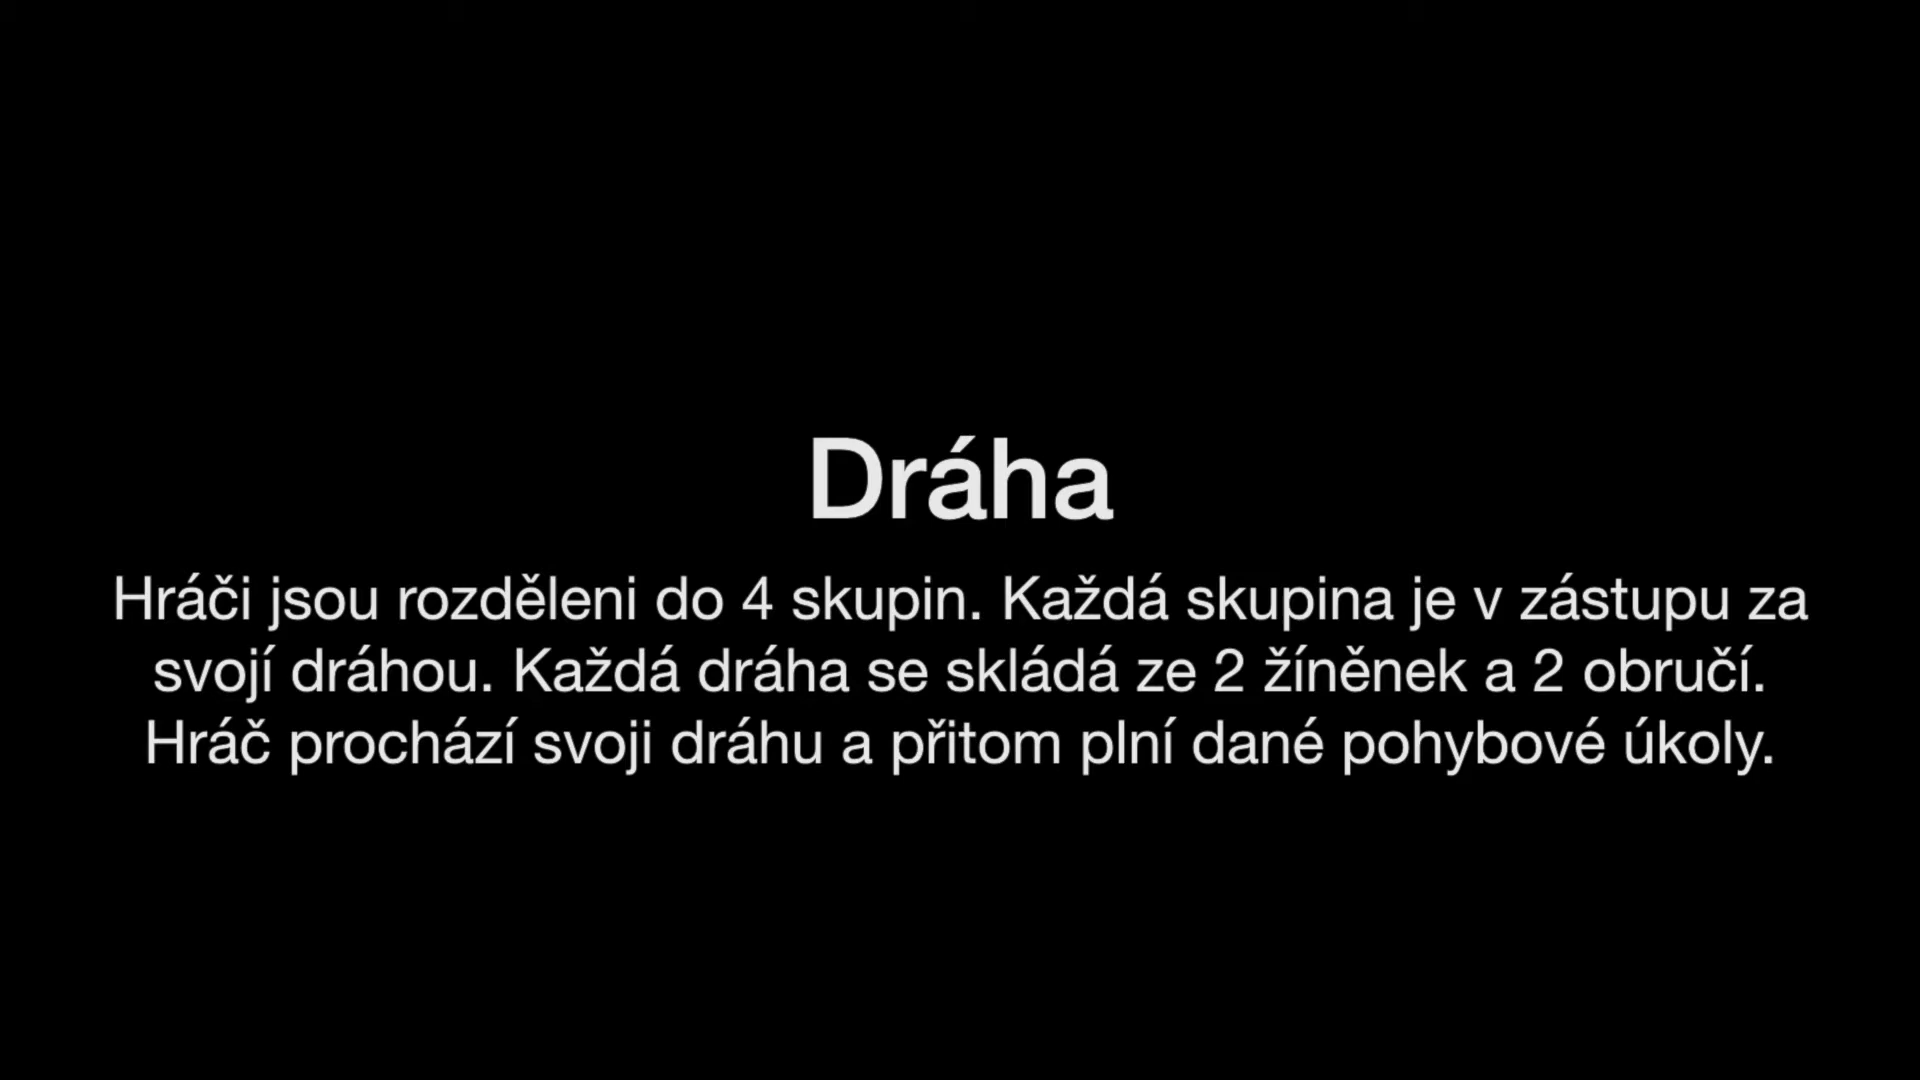 Dráha
Hráči jsou rozděleni do 4 skupin. Každá skupina je v zástupu za
svojí dráhou. Každá dráha se skládá ze 2 žíněnek a 2 obručí.
Hráč prochází svoji dráhu a přitom plní dané pohybové úkoly.